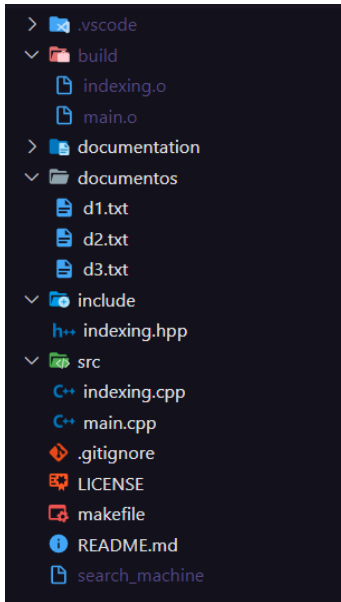 .vscode
build
indexing.o
main.o
documentation
documentos
d1.txt
d2.txt
d3.txt
include
h++ indexing.hpp
src
C++ indexing.cpp
C++ main.cpp
.gitignore
LICENSE
makefile
README.md
search_machine